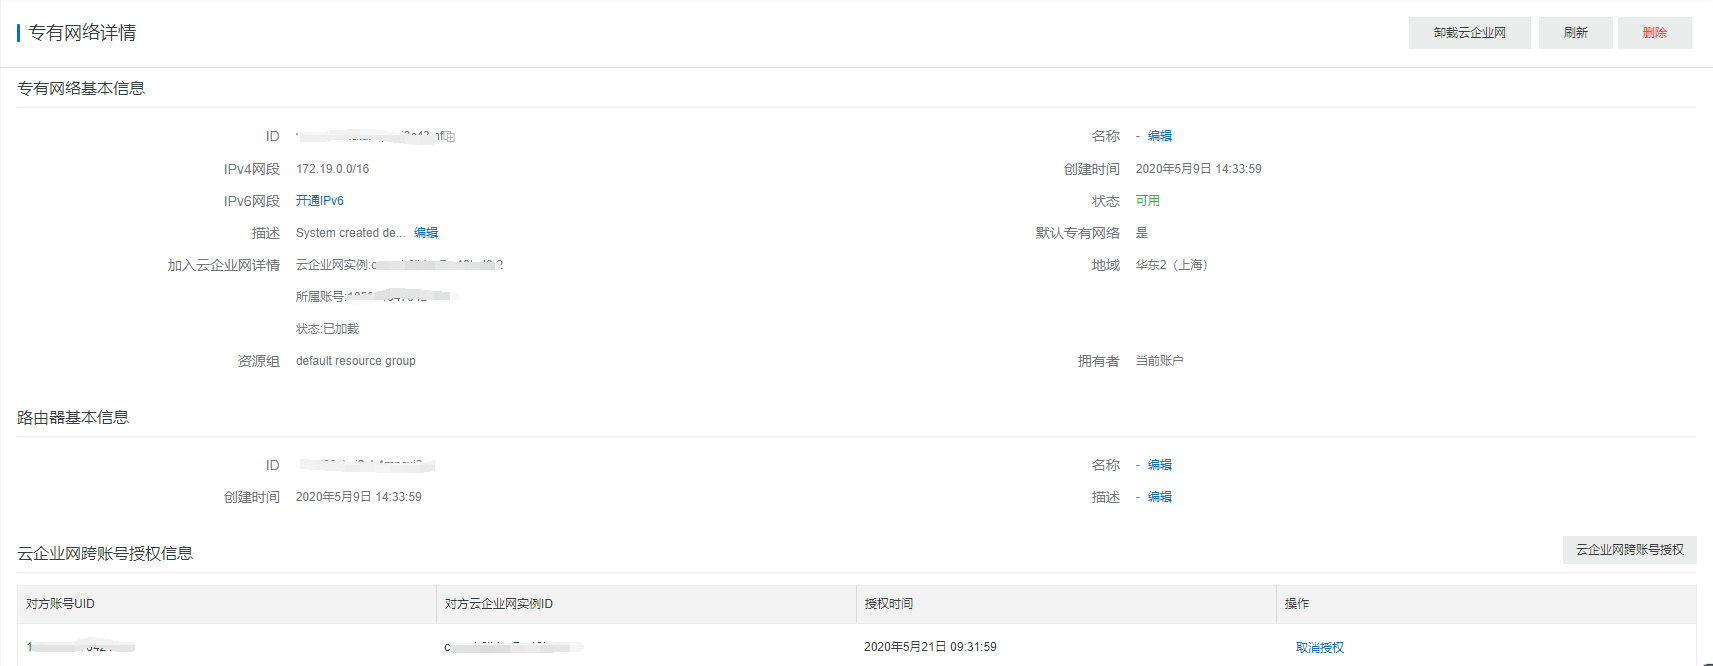 专有网络详情
卸载云企业网 刷新 删除
专有网络基本信息
ID
名称 - 编辑
IPv4网段 172.19.0.0/16
创建时间 2020年5月9日 14:33:59
IPv6网段 开通IPv6
状态 可用
描述 System created de... 编辑
默认专有网络 是
加入云企业网详情 云企业网实例:
地域 华东2（上海）
所属账号:
状态:已加载
资源组 default resource group
拥有者 当前账户
路由器基本信息
ID
名称 - 编辑
创建时间 2020年5月9日 14:33:59
描述 - 编辑
云企业网跨账号授权信息
云企业网跨账号授权
对方账号UID 对方云企业网实例ID 授权时间 操作
2020年5月21日 09:31:59 取消授权